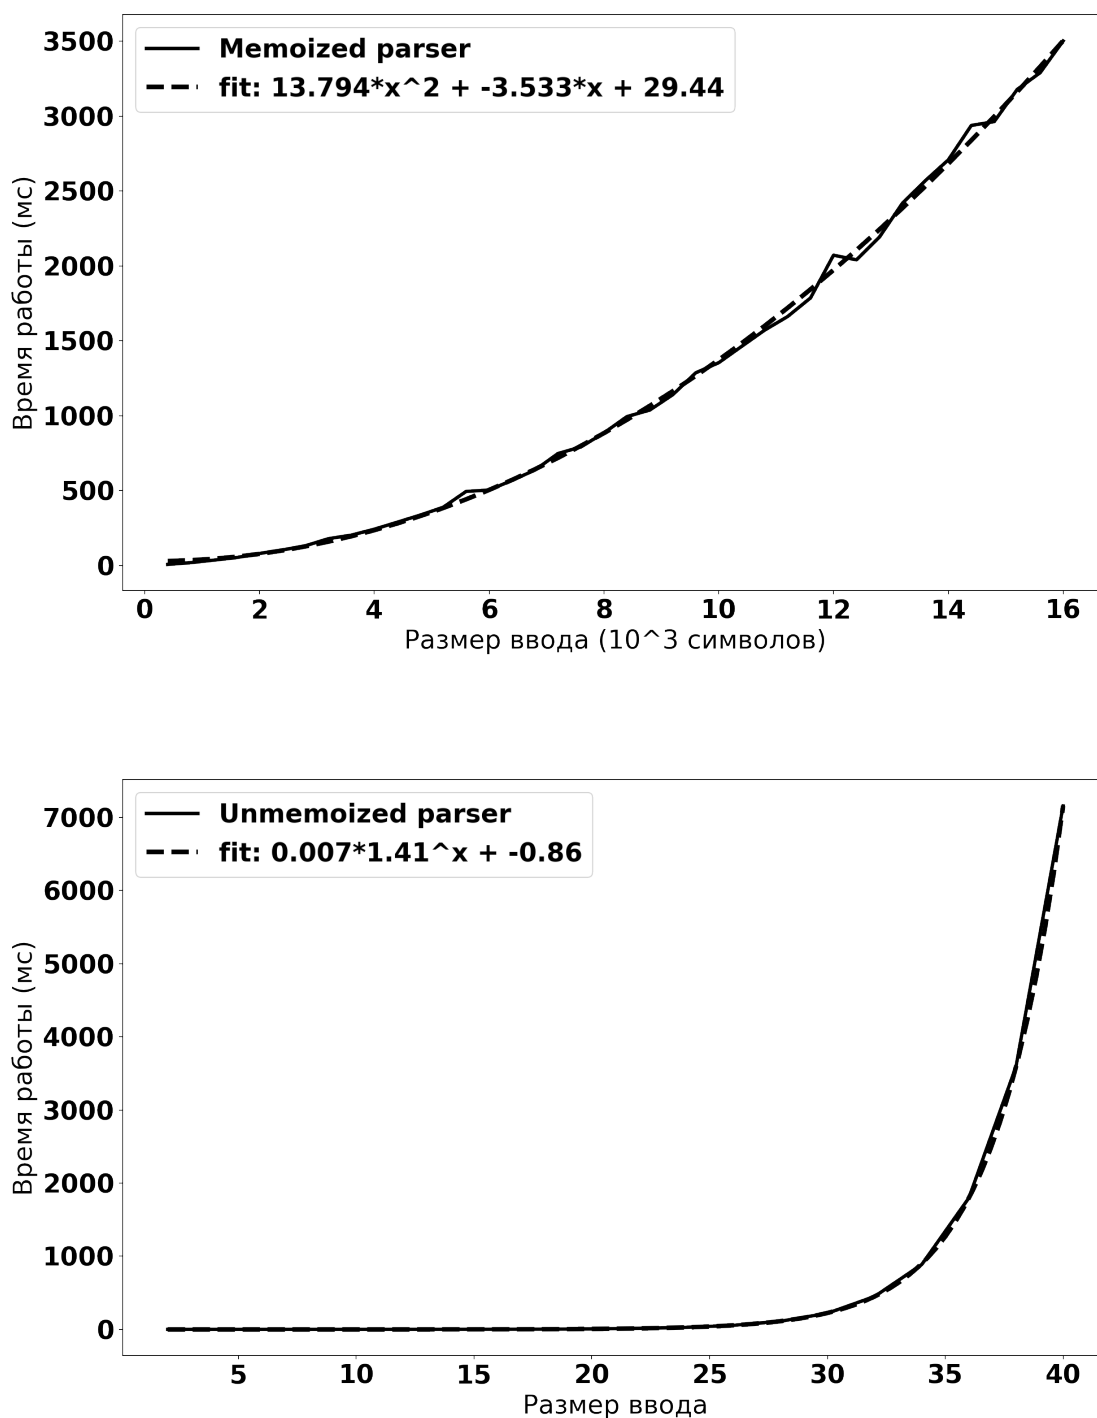 Memoized parser
fit: 13.794*x^2 + -3.533*x + 29.44
Время работы (мс)
3500
3000
2500
2000
1500
1000
500
0
0 2 4 6 8 10 12 14 16
Размер ввода (10^3 символов)
Unmemoized parser
fit: 0.007*1.41^x + -0.86
Время работы (мс)
7000
6000
5000
4000
3000
2000
1000
0
5 10 15 20 25 30 35 40
Размер ввода